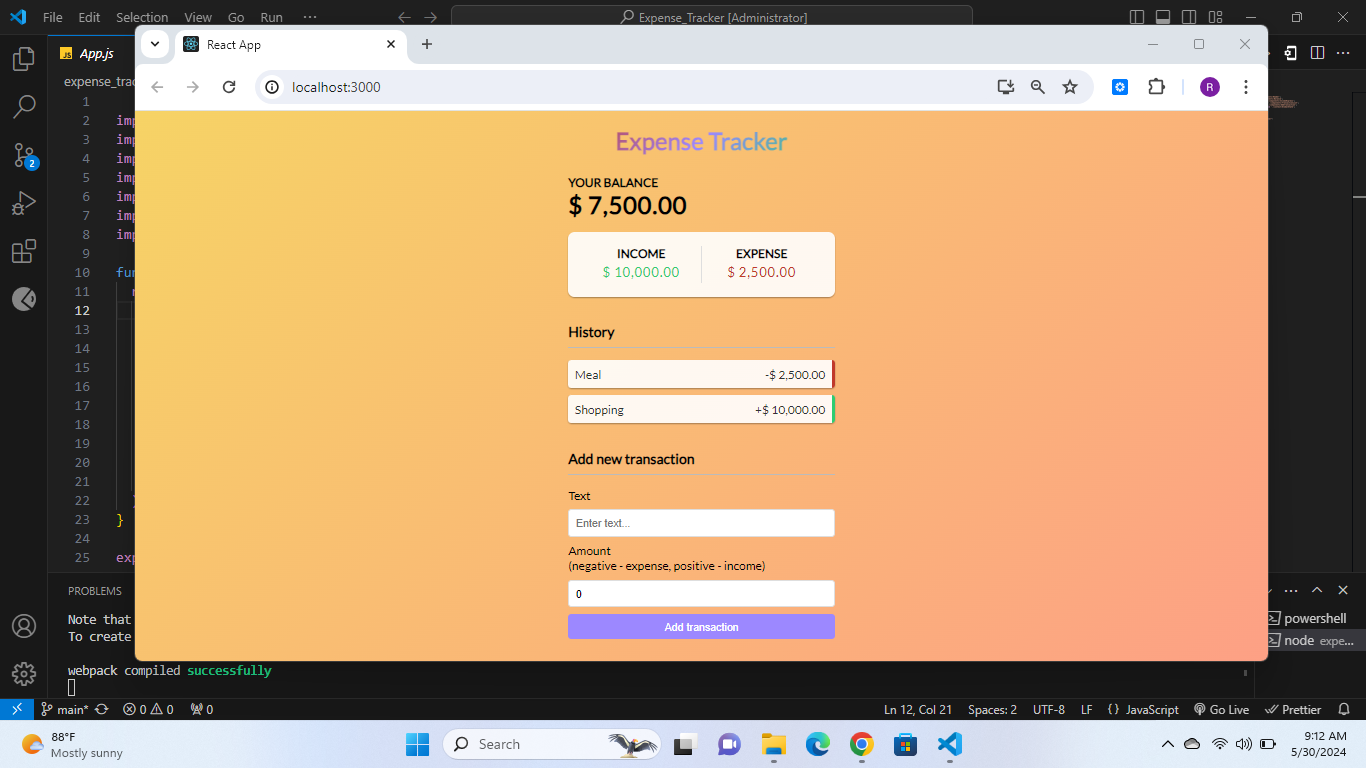 File Edit Selection View Go Run ··· Expense_Tracker [Administrator]
React App
App.js
localhost:3000
R
expense_trac
Expense Tracker
YOUR BALANCE
$ 7,500.00
INCOME EXPENSE
$ 10,000.00 $ 2,500.00
History
Meal -$ 2,500.00
Shopping +$ 10,000.00
Add new transaction
Text
Enter text...
Amount
(negative - expense, positive - income)
0
Add transaction
1
2 imp
3 imp
4 imp
5 imp
6 imp
7 imp
8 imp
9
10 fun
11 r
12
13
14
15
16
17
18
19
20
21
22 )
23 }
24
25 exp
2
PROBLEMS
Note that
To create
webpack compiled successfully
powershell
node expe...
main* 0 0 0 Ln 12, Col 21 Spaces: 2 UTF-8 LF {} JavaScript Go Live Prettier
88°F
Mostly sunny
Search
9:12 AM
5/30/2024